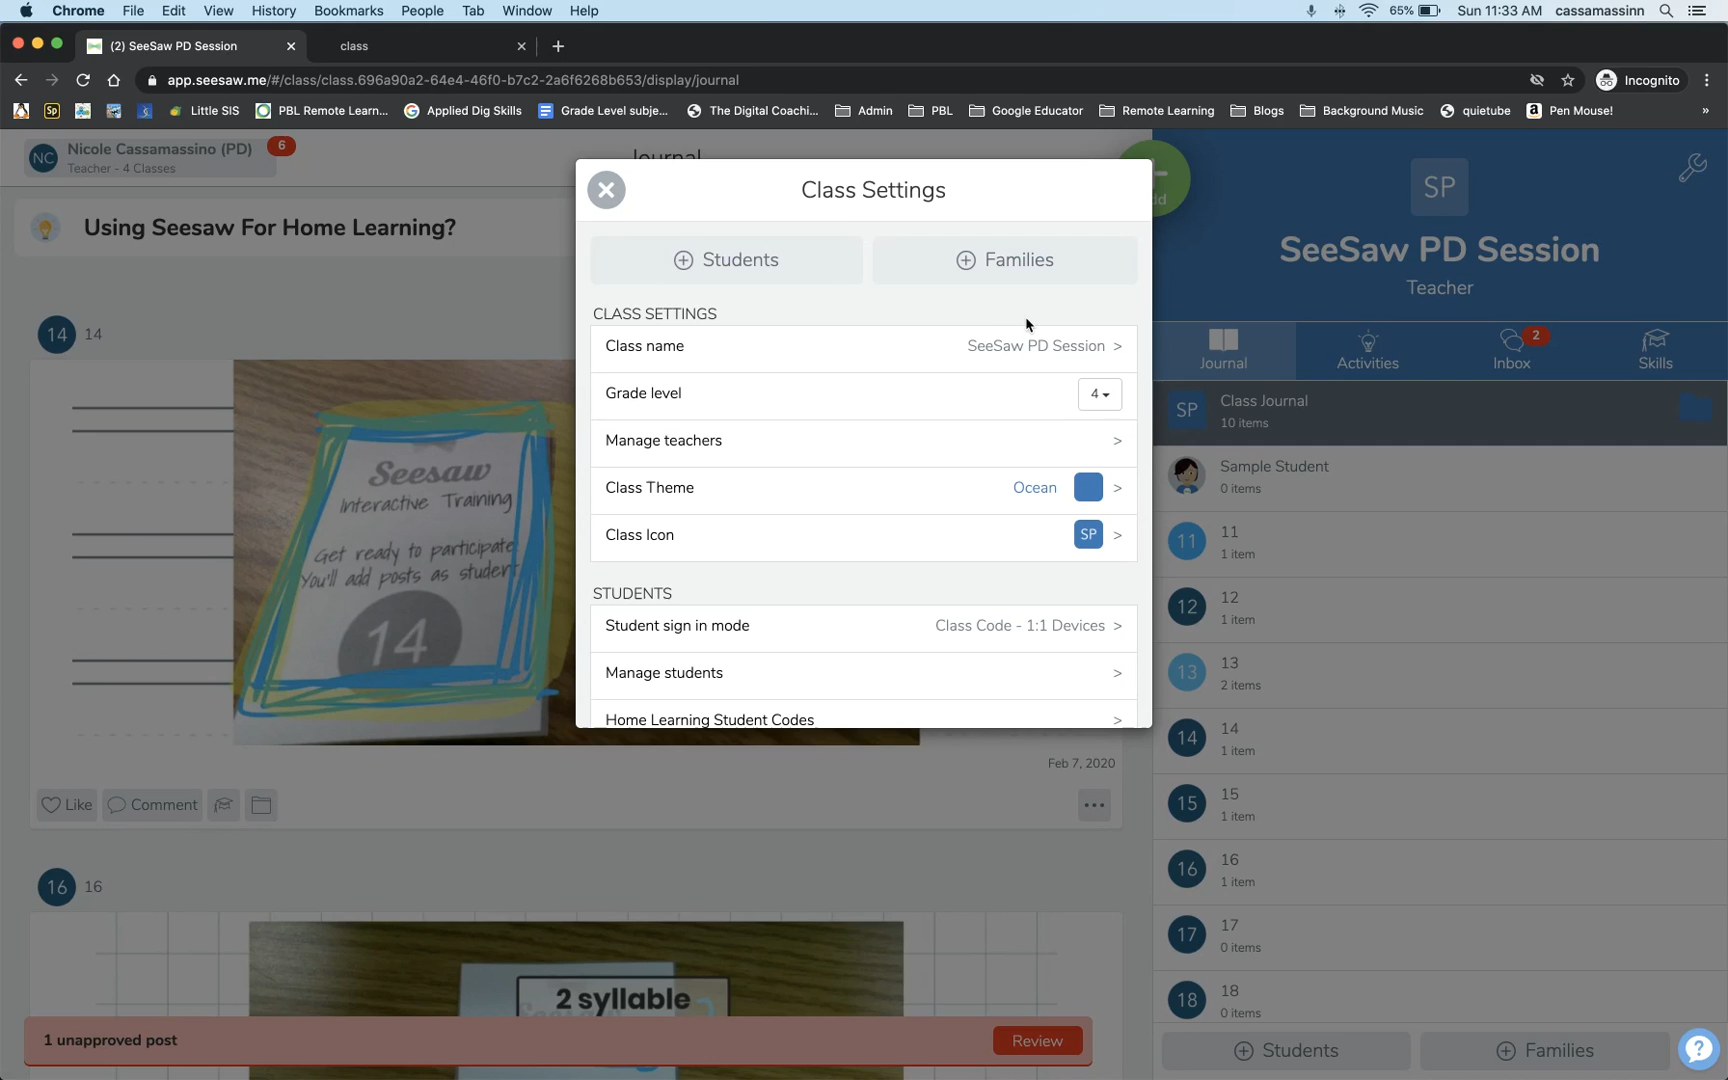 Chrome File Edit View History Bookmarks People Tab Window Help
65% Sun 11:33 AM cassamassinn
(2) SeeSaw PD Session
class
app.seesaw.me/#/class/class.696a90a2-64e4-46f0-b7c2-2a6f6268b653/display/journal
Incognito
Sp Little SIS PBL Remote Learn... Applied Dig Skills Grade Level subje... The Digital Coachi... Admin PBL Google Educator Remote Learning Blogs Background Music quietube Pen Mouse! »
NC
Nicole Cassamassino (PD)
Teacher - 4 Classes
6
Journal
Using Seesaw For Home Learning?
14 14
Seesaw
Interactive Training
Get ready to participate
You'll add posts as student
14
Feb 7, 2020
Like
Comment
16 16
2 syllable
1 unapproved post
Review
Class Settings
Students
Families
CLASS SETTINGS
Class name SeeSaw PD Session >
Grade level 4
Manage teachers >
Class Theme Ocean >
Class Icon SP >
STUDENTS
Student sign in mode Class Code - 1:1 Devices >
Manage students >
Home Learning Student Codes >
SP
SeeSaw PD Session
Teacher
Journal
Activities
Inbox
2
Skills
SP
Class Journal
10 items
Sample Student
0 items
11 11
1 item
12 12
1 item
13 13
2 items
14 14
1 item
15 15
1 item
16 16
1 item
17 17
0 items
18 18
0 items
Students
Families
?